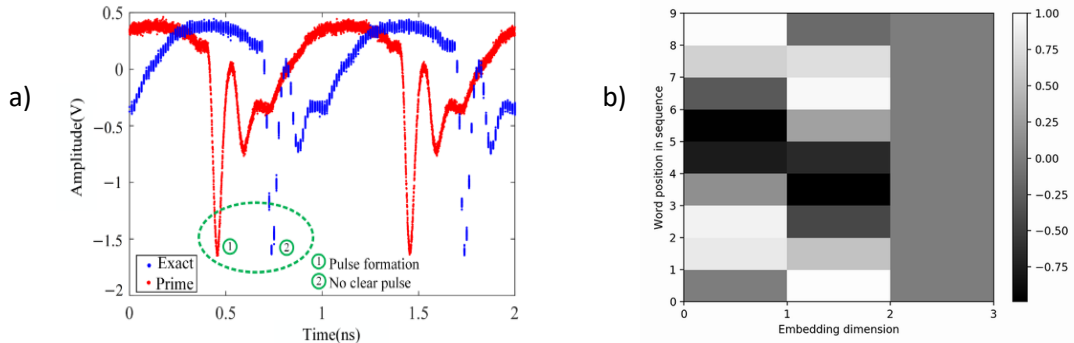 a)
0.5
0
−0.5
−1
−1.5
−2
Amplitude(V)
Exact
Prime
1
2
1 Pulse formation
2 No clear pulse
0 0.5 1 1.5 2
Time(ns)
b)
9
8
7
6
5
4
3
2
1
0
Word position in sequence
0 1 2 3
Embedding dimension
1.00
0.75
0.50
0.25
0.00
−0.25
−0.50
−0.75